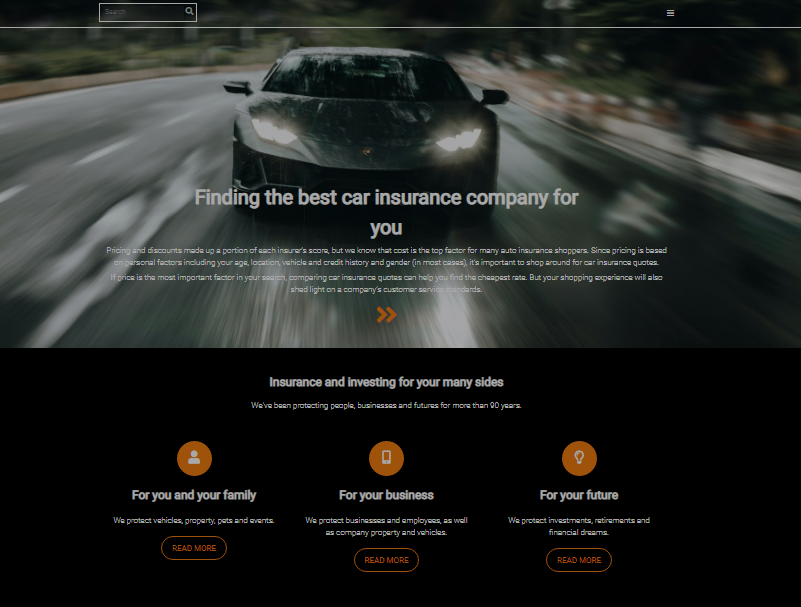 Search
Finding the best car insurance company for
you
Pricing and discounts made up a portion of each insurer's score, but we know that cost is the top factor for many auto insurance shoppers. Since pricing is based
on personal factors including your age, location, vehicle and credit history and gender (in most cases), it's important to shop around for car insurance quotes.
If price is the most important factor in your search, comparing car insurance quotes can help you find the cheapest rate. But your shopping experience will also
shed light on a company's customer service standards.
Insurance and investing for your many sides
We've been protecting people, businesses and futures for more than 90 years.
For you and your family
We protect vehicles, property, pets and events.
READ MORE
For your business
We protect businesses and employees, as well
as company property and vehicles.
READ MORE
For your future
We protect investments, retirements and
financial dreams.
READ MORE